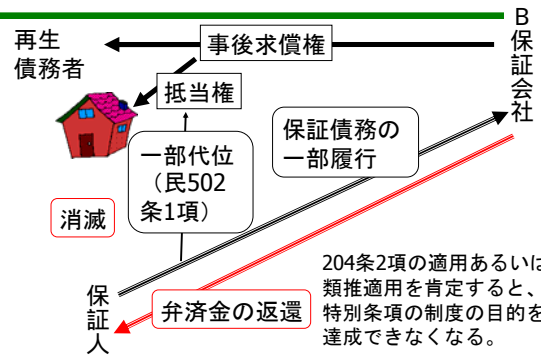 再生
債務者
事後求償権
B
保
証
会
社
抵当権
一部代位
（民502
条1項）
保証債務の
一部履行
消滅
保
証
人
弁済金の返還
204条2項の適用あるいは
類推適用を肯定すると、
特別条項の制度の目的を
達成できなくなる。